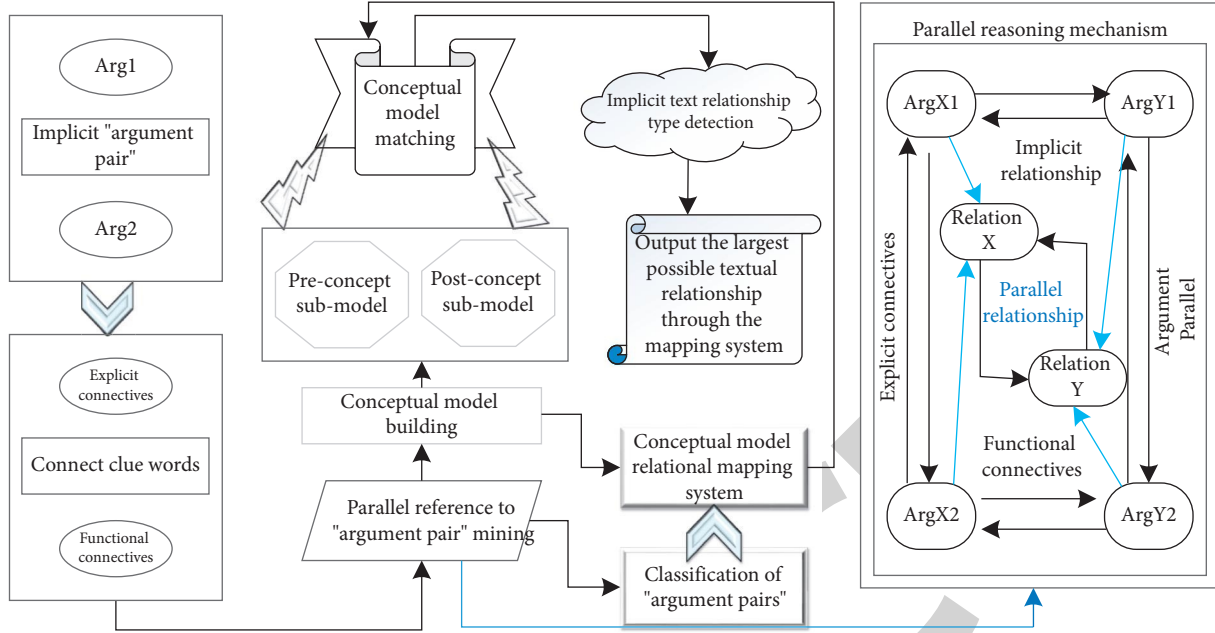 Arg1
Implicit "argument
pair"
Arg2
Explicit
connectives
Connect clue words
Functional
connectives
Conceptual
model
matching
Pre-concept
sub-model
Post-concept
sub-model
Conceptual model
building
Parallel reference to
"argument pair" mining
Implicit text relationship
type detection
Output the largest
possible textual
relationship
through the
mapping system
Conceptual model
relational mapping
system
Classification of
"argument pairs"
Parallel reasoning mechanism
ArgX1
ArgY1
Implicit
relationship
Relation
X
Parallel
relationship
Explicit connectives
Argument
Parallel
Relation
Y
Functional
connectives
ArgX2
ArgY2